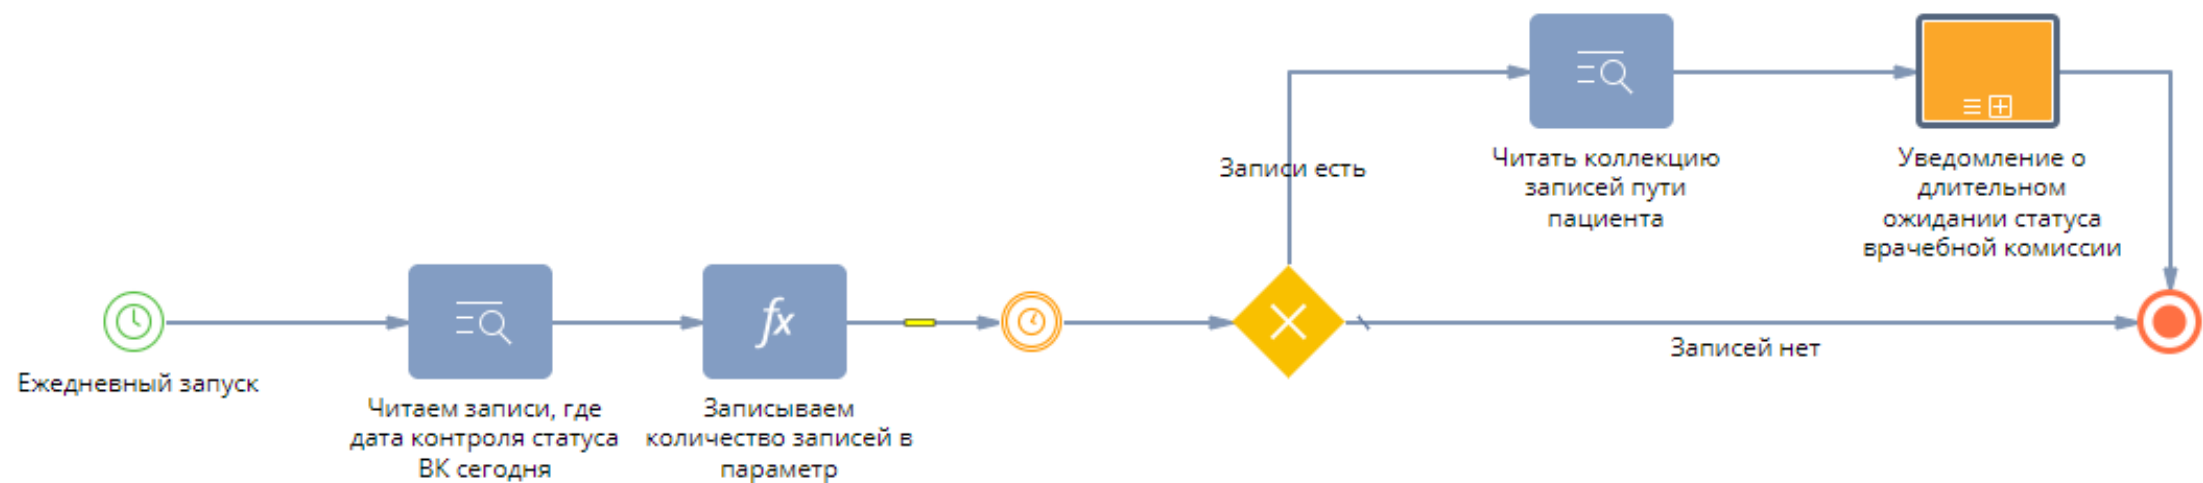 Ежедневный запуск
Читаем записи, где
дата контроля статуса
ВК сегодня
fx
Записываем
количество записей в
параметр
Записи есть
Читать коллекцию
записей пути
пациента
Уведомление о
длительном
ожидании статуса
врачебной комиссии
Записей нет